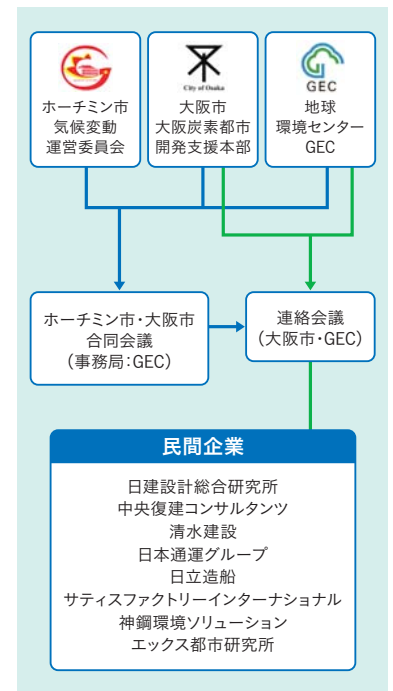 ホーチミン市
気候変動
運営委員会
City of Osaka
大阪市
大阪炭素都市
開発支援本部
GEC
地球
環境センター
GEC
ホーチミン市・大阪市
合同会議
(事務局:GEC)
連絡会議
(大阪市・GEC)
民間企業
日建設計総合研究所
中央復建コンサルタンツ
清水建設
日本通運グループ
日立造船
サティスファクトリーインターナショナル
神鋼環境ソリューション
エックス都市研究所